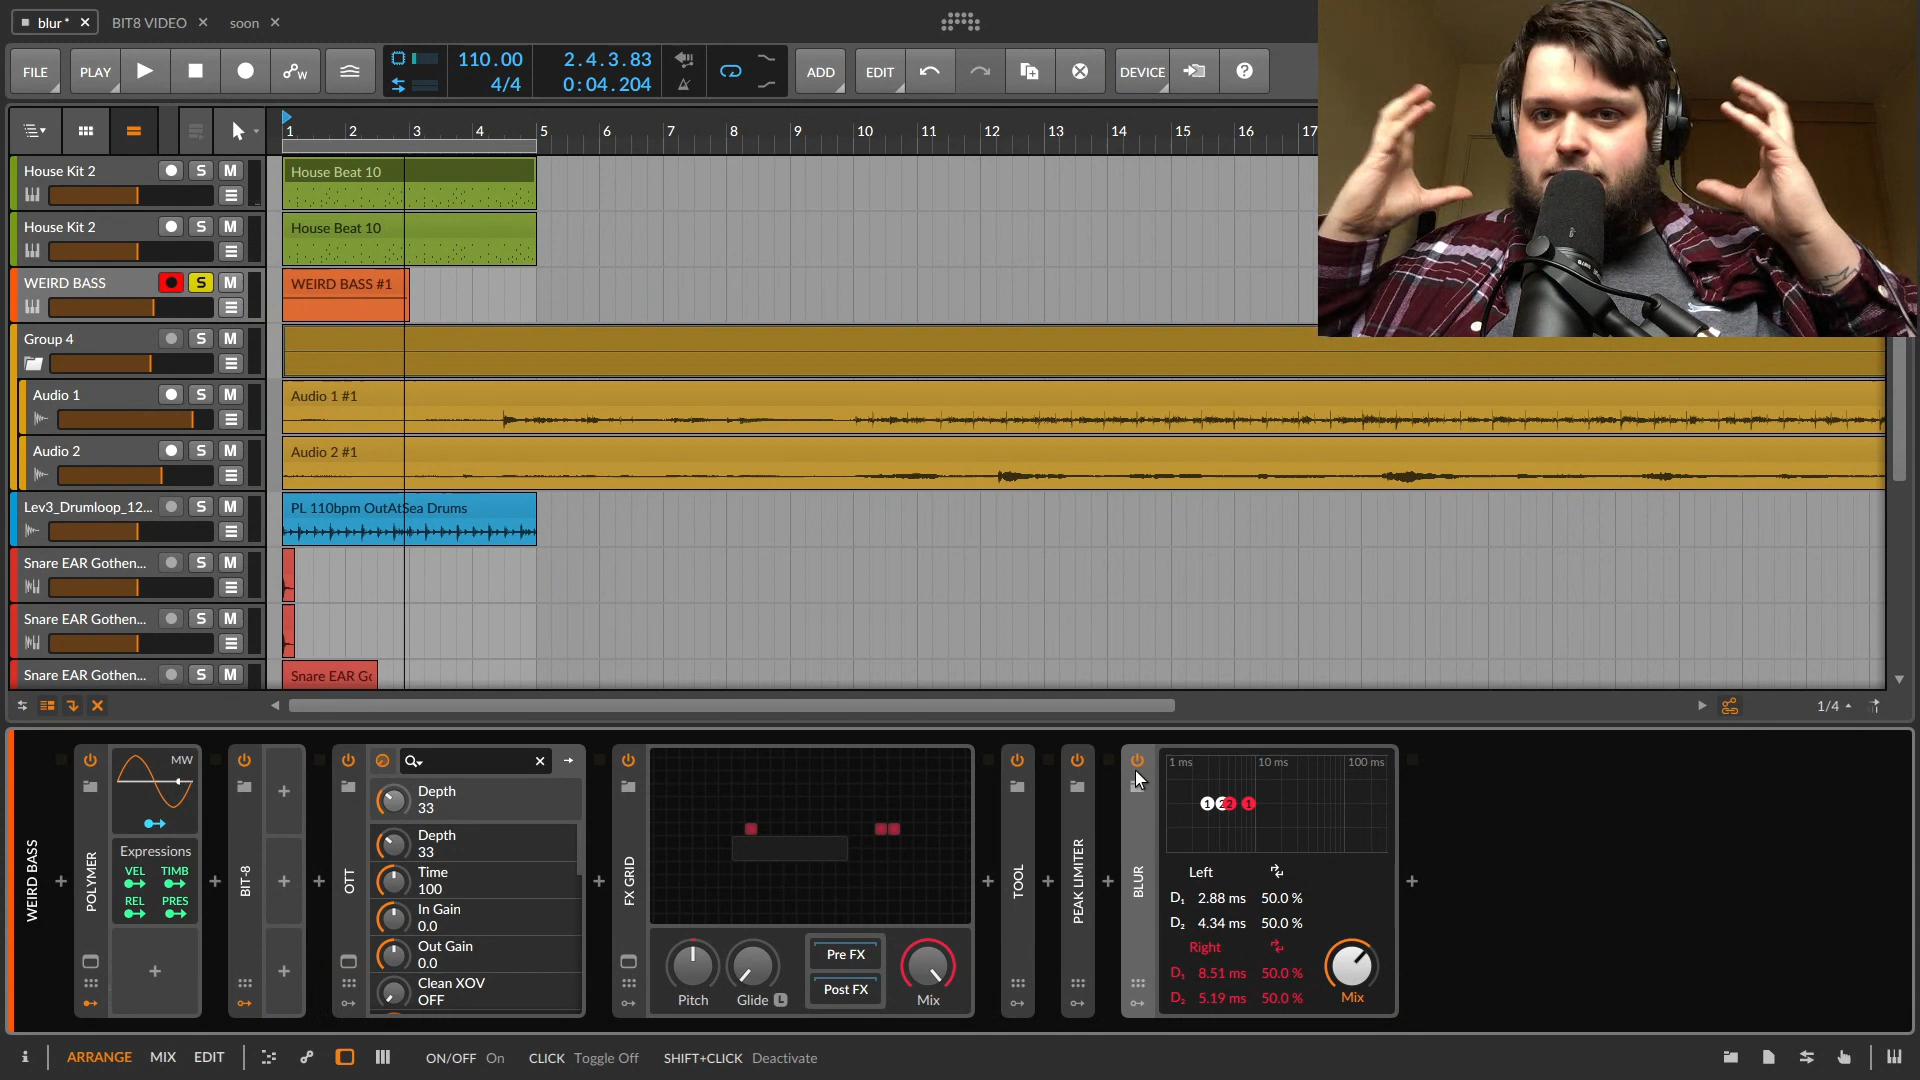 blur *
BIT8 VIDEO
soon
FILE
PLAY
110.00
4/4
2.4.3.83
0:04.204
ADD
EDIT
DEVICE
1 2 3 4 5 6 7 8 9 10 11 12 13 14 15 16 17
House Kit 2 S M
House Beat 10
House Kit 2 S M
House Beat 10
WEIRD BASS S M
WEIRD BASS #1
Group 4 S M
Audio 1 S M
Audio 1 #1
Audio 2 S M
Audio 2 #1
Lev3_Drumloop_12... S M
PL 110bpm OutAtSea Drums
Snare EAR Gothen... S M
Snare EAR Gothen... S M
Snare EAR Gothen... S M
Snare EAR Go
1/4
WEIRD BASS
POLYMER
MW
Expressions
VEL TIMB
REL PRES
BIT-8
OTT
Depth
33
Depth
33
Time
100
In Gain
0.0
Out Gain
0.0
Clean XOV
OFF
FX GRID
Pitch
Glide L
Pre FX
Post FX
Mix
TOOL
PEAK LIMITER
BLUR
1 ms 10 ms 100 ms
1 2 2 1
Left
D₁ 2.88 ms 50.0 %
D₂ 4.34 ms 50.0 %
Right
D₁ 8.51 ms 50.0 %
D₂ 5.19 ms 50.0 %
Mix
i
ARRANGE MIX EDIT
ON/OFF On CLICK Toggle Off SHIFT+CLICK Deactivate